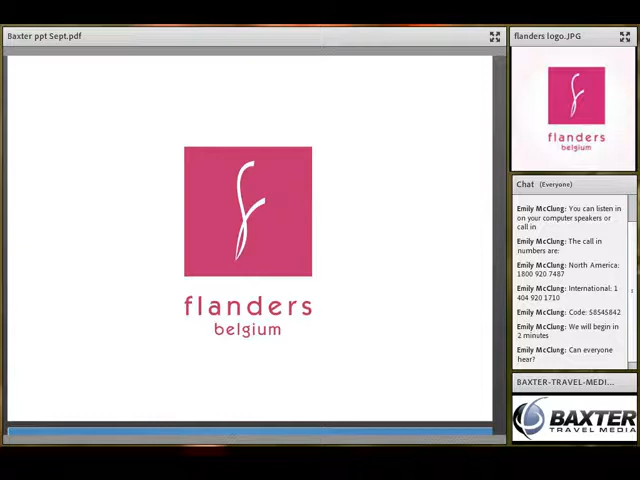 Baxter ppt Sept.pdf
flanders
belgium
flanders logo.JPG
flanders
belgium
Chat (Everyone)
Emily McClung: You can listen in
on your computer speakers or
call in
Emily McClung: The call in
numbers are:
Emily McClung: North America:
1800 920 7487
Emily McClung: International: 1
404 920 1710
Emily McClung: Code: 58545842
Emily McClung: We will begin in
2 minutes
Emily McClung: Can everyone
hear?
BAXTER-TRAVEL-MEDI...
BAXTER
TRAVEL MEDIA